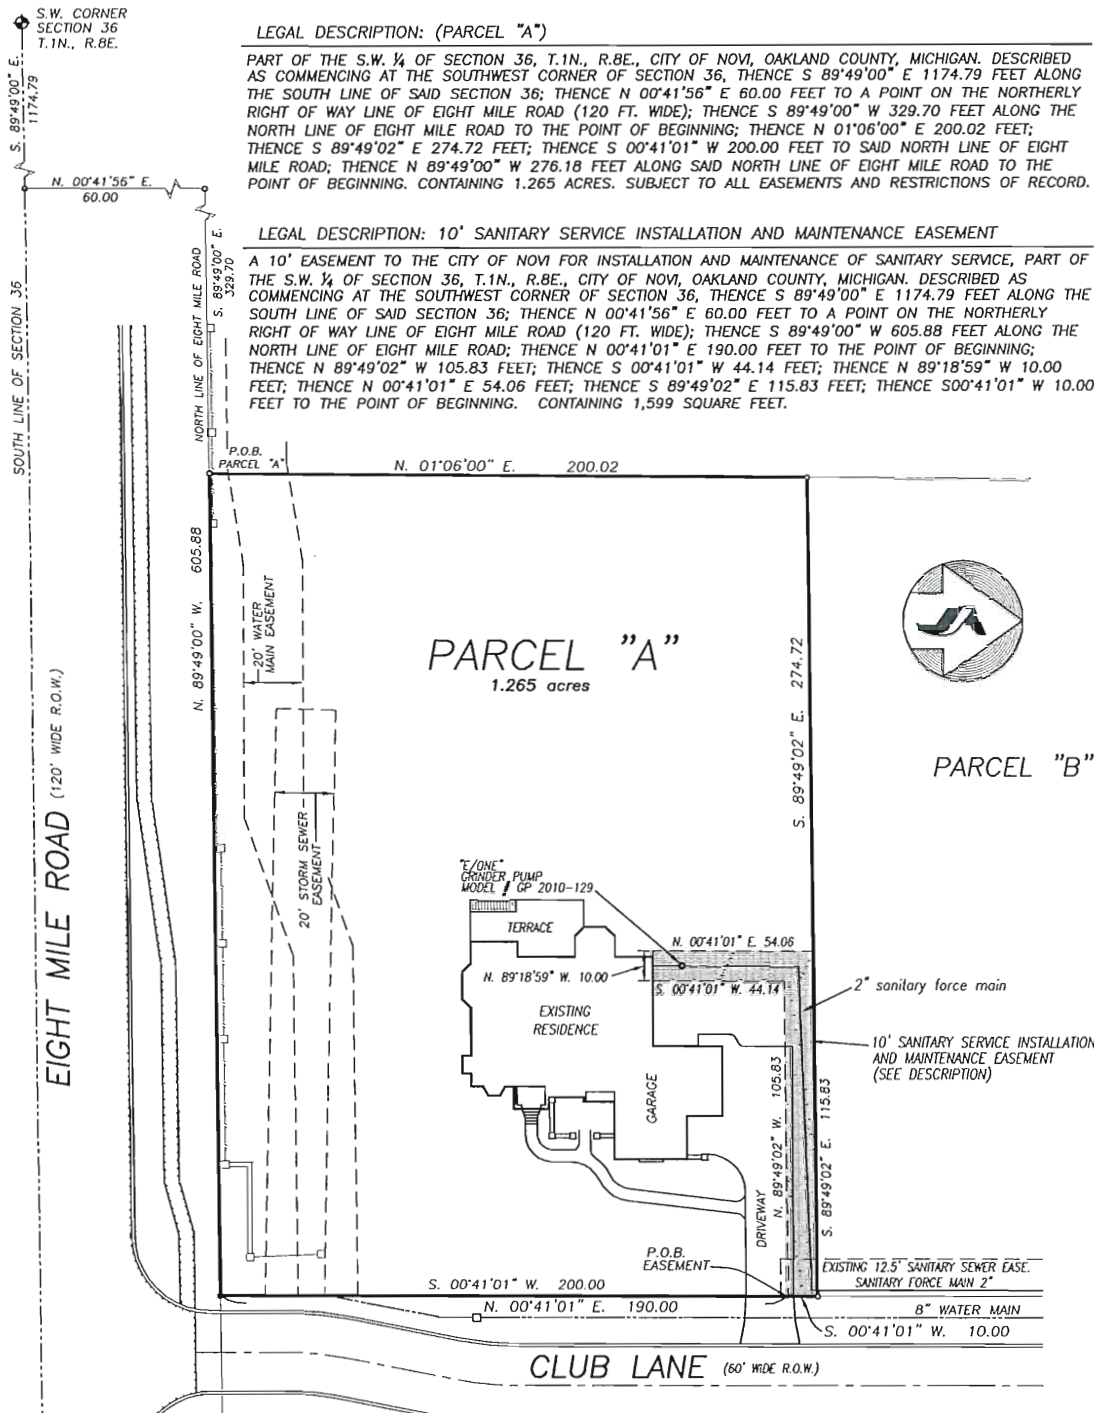 S.W. CORNER
SECTION 36
T.1N., R.8E.
S. 89°49'00" E.
1174.79
N. 00°41'56" E.
60.00
LEGAL DESCRIPTION: (PARCEL "A")
PART OF THE S.W. ¼ OF SECTION 36, T.1N., R.8E., CITY OF NOVI, OAKLAND COUNTY, MICHIGAN. DESCRIBED
AS COMMENCING AT THE SOUTHWEST CORNER OF SECTION 36, THENCE S 89°49'00" E 1174.79 FEET ALONG
THE SOUTH LINE OF SAID SECTION 36; THENCE N 00°41'56" E 60.00 FEET TO A POINT ON THE NORTHERLY
RIGHT OF WAY LINE OF EIGHT MILE ROAD (120 FT. WIDE); THENCE S 89°49'00" W 329.70 FEET ALONG THE
NORTH LINE OF EIGHT MILE ROAD TO THE POINT OF BEGINNING; THENCE N 01°06'00" E 200.02 FEET;
THENCE S 89°49'02" E 274.72 FEET; THENCE S 00°41'01" W 200.00 FEET TO SAID NORTH LINE OF EIGHT
MILE ROAD; THENCE N 89°49'00" W 276.18 FEET ALONG SAID NORTH LINE OF EIGHT MILE ROAD TO THE
POINT OF BEGINNING. CONTAINING 1.265 ACRES. SUBJECT TO ALL EASEMENTS AND RESTRICTIONS OF RECORD.
LEGAL DESCRIPTION: 10' SANITARY SERVICE INSTALLATION AND MAINTENANCE EASEMENT
A 10' EASEMENT TO THE CITY OF NOVI FOR INSTALLATION AND MAINTENANCE OF SANITARY SERVICE, PART OF
THE S.W. ¼ OF SECTION 36, T.1N., R.8E., CITY OF NOVI, OAKLAND COUNTY, MICHIGAN. DESCRIBED AS
COMMENCING AT THE SOUTHWEST CORNER OF SECTION 36, THENCE S 89°49'00" E 1174.79 FEET ALONG THE
SOUTH LINE OF SAID SECTION 36; THENCE N 00°41'56" E 60.00 FEET TO A POINT ON THE NORTHERLY
RIGHT OF WAY LINE OF EIGHT MILE ROAD (120 FT. WIDE); THENCE S 89°49'00" W 605.88 FEET ALONG THE
NORTH LINE OF EIGHT MILE ROAD; THENCE N 00°41'01" E 190.00 FEET TO THE POINT OF BEGINNING;
THENCE N 89°49'02" W 105.83 FEET; THENCE S 00°41'01" W 44.14 FEET; THENCE N 89°18'59" W 10.00
FEET; THENCE N 00°41'01" E 54.06 FEET; THENCE S 89°49'02" E 115.83 FEET; THENCE S00°41'01" W 10.00
FEET TO THE POINT OF BEGINNING. CONTAINING 1,599 SQUARE FEET.
SOUTH LINE OF SECTION 36
NORTH LINE OF EIGHT MILE ROAD
S. 89°49'00" E.
329.70
P.O.B.
PARCEL "A"
N. 01°06'00" E. 200.02
N. 89°49'00" W. 605.88
20' WATER
MAIN EASEMENT
PARCEL "A"
1.265 acres
S. 89°49'02" E. 274.72
PARCEL "B"
EIGHT MILE ROAD (120' WIDE R.O.W.)
20' STORM SEWER
EASEMENT
"E/ONE"
GRINDER PUMP
MODEL # GP 2010-129
TERRACE
N. 00°41'01" E. 54.06
N. 89°18'59" W. 10.00
S. 00°41'01" W. 44.14
2" sanitary force main
EXISTING
RESIDENCE
10' SANITARY SERVICE INSTALLATION
AND MAINTENANCE EASEMENT
(SEE DESCRIPTION)
GARAGE
N. 89°49'02" W. 105.83
S. 89°49'02" E. 115.83
DRIVEWAY
P.O.B.
EASEMENT
EXISTING 12.5' SANITARY SEWER EASE.
SANITARY FORCE MAIN 2"
S. 00°41'01" W. 200.00
N. 00°41'01" E. 190.00
8" WATER MAIN
S. 00°41'01" W. 10.00
CLUB LANE (60' WIDE R.O.W.)